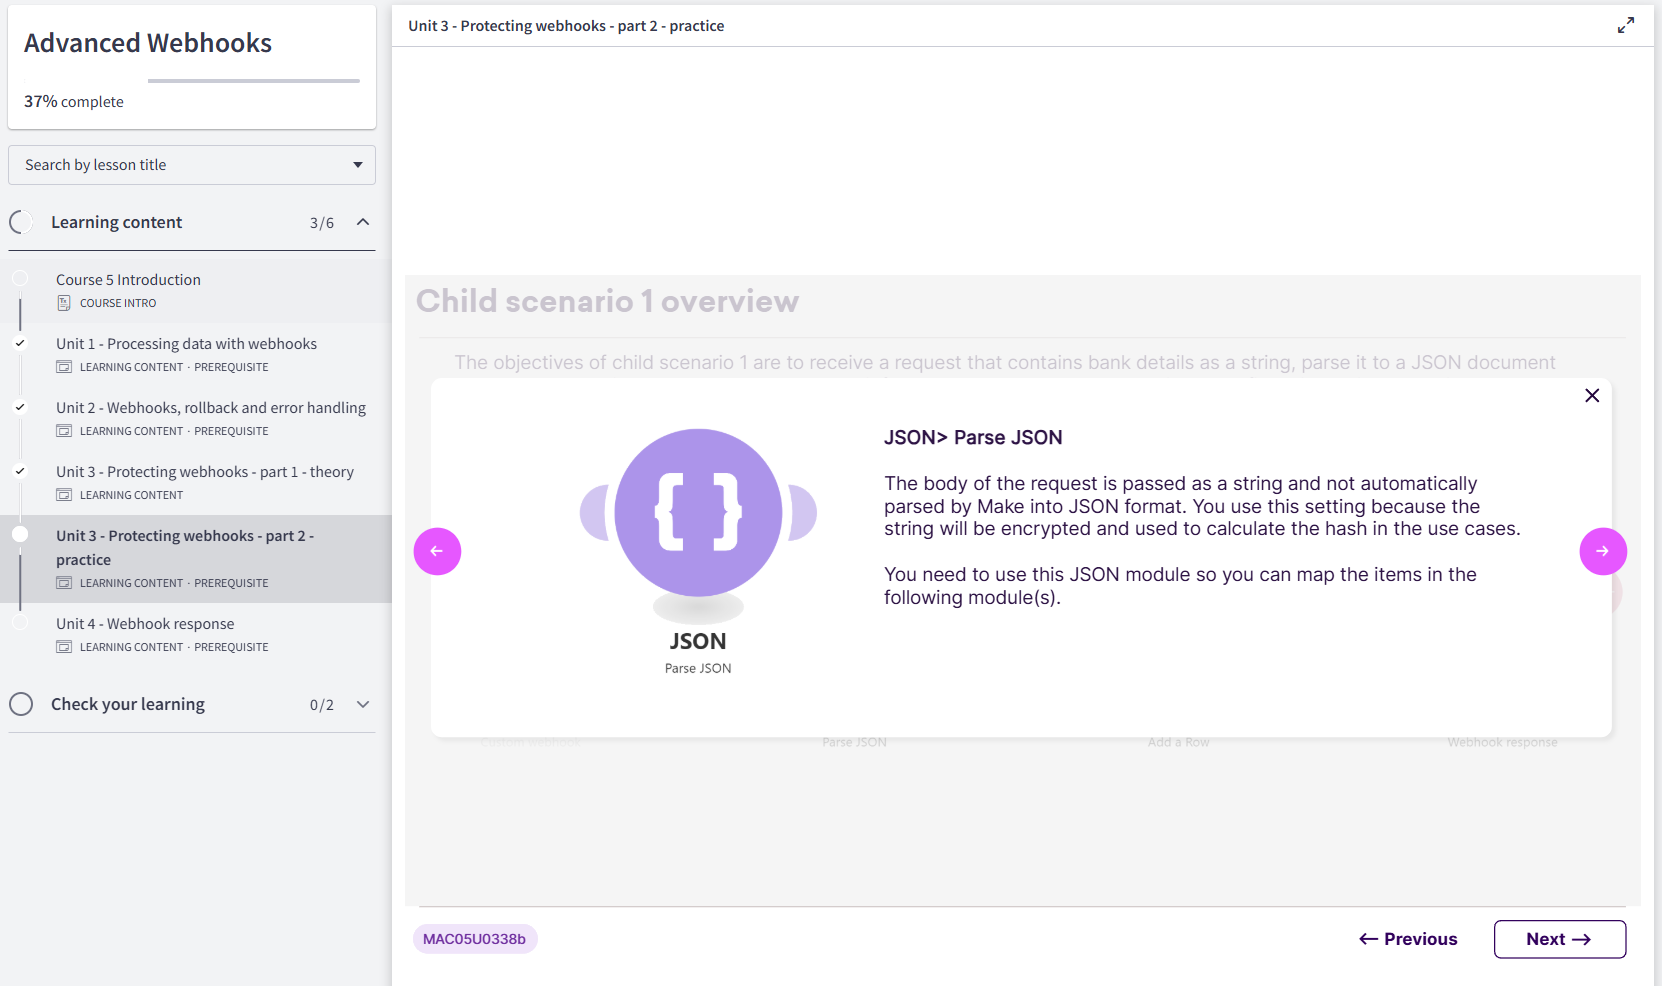 Advanced Webhooks
37% complete
Search by lesson title
Learning content 3/6
Course 5 Introduction
COURSE INTRO
Unit 1 - Processing data with webhooks
LEARNING CONTENT · PREREQUISITE
Unit 2 - Webhooks, rollback and error handling
LEARNING CONTENT · PREREQUISITE
Unit 3 - Protecting webhooks - part 1 - theory
LEARNING CONTENT
Unit 3 - Protecting webhooks - part 2 -
practice
LEARNING CONTENT · PREREQUISITE
Unit 4 - Webhook response
LEARNING CONTENT · PREREQUISITE
Check your learning 0/2
Unit 3 - Protecting webhooks - part 2 - practice
Child scenario 1 overview
The objectives of child scenario 1 are to receive a request that contains bank details as a string, parse it to a JSON document
JSON
Parse JSON
JSON> Parse JSON
The body of the request is passed as a string and not automatically
parsed by Make into JSON format. You use this setting because the
string will be encrypted and used to calculate the hash in the use cases.
You need to use this JSON module so you can map the items in the
following module(s).
Custom webhook Parse JSON Add a Row Webhook response
MAC05U0338b
← Previous
Next →